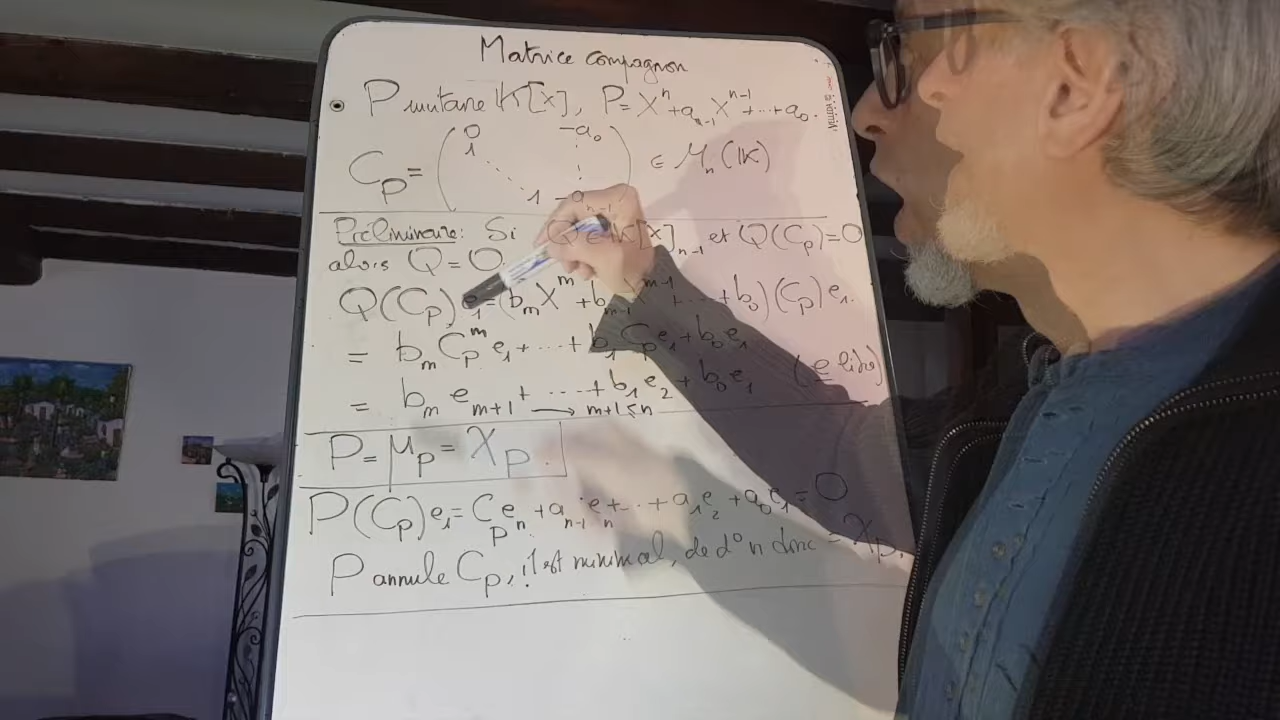 Matrice compagnon
P unitaire K[X], P = X^n + a_{n-1} X^{n-1} + ... + a_0.
C_P = ( 0 -a_0
1
1 -a_{n-1} ) ∈ M_n(K)
Préliminaire : Si Q ∈ K[X]_{n-1} et Q(C_P) = 0
alors Q = 0
Q(C_P) e_1 = (b_m X^m + b_{m-1} X^{m-1} + ... + b_0)(C_P) e_1.
= b_m C_P^m e_1 + ... + b_1 C_P e_1 + b_0 e_1
= b_m e_{m+1} + ... + b_1 e_2 + b_0 e_1 (e libre)
→ m+1 ≤ n
P = μ_P = χ_P.
P(C_P) e_1 = C_P e_n + a_{n-1} e_n + ... + a_1 e_2 + a_0 e_1 = 0
P annule C_P, il est minimal, de d° n donc = χ_P.
VELLEDA